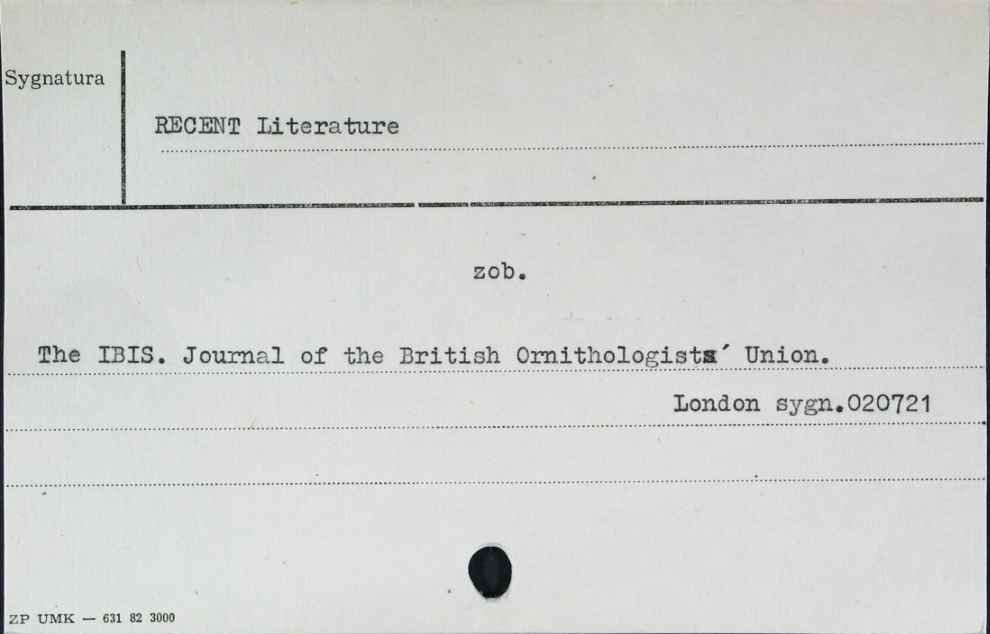 Sygnatura
RECENT Literature
zob.
The IBIS. Journal of the British Ornithologists´ Union.
London sygn.020721
ZP UMK — 631 82 3000